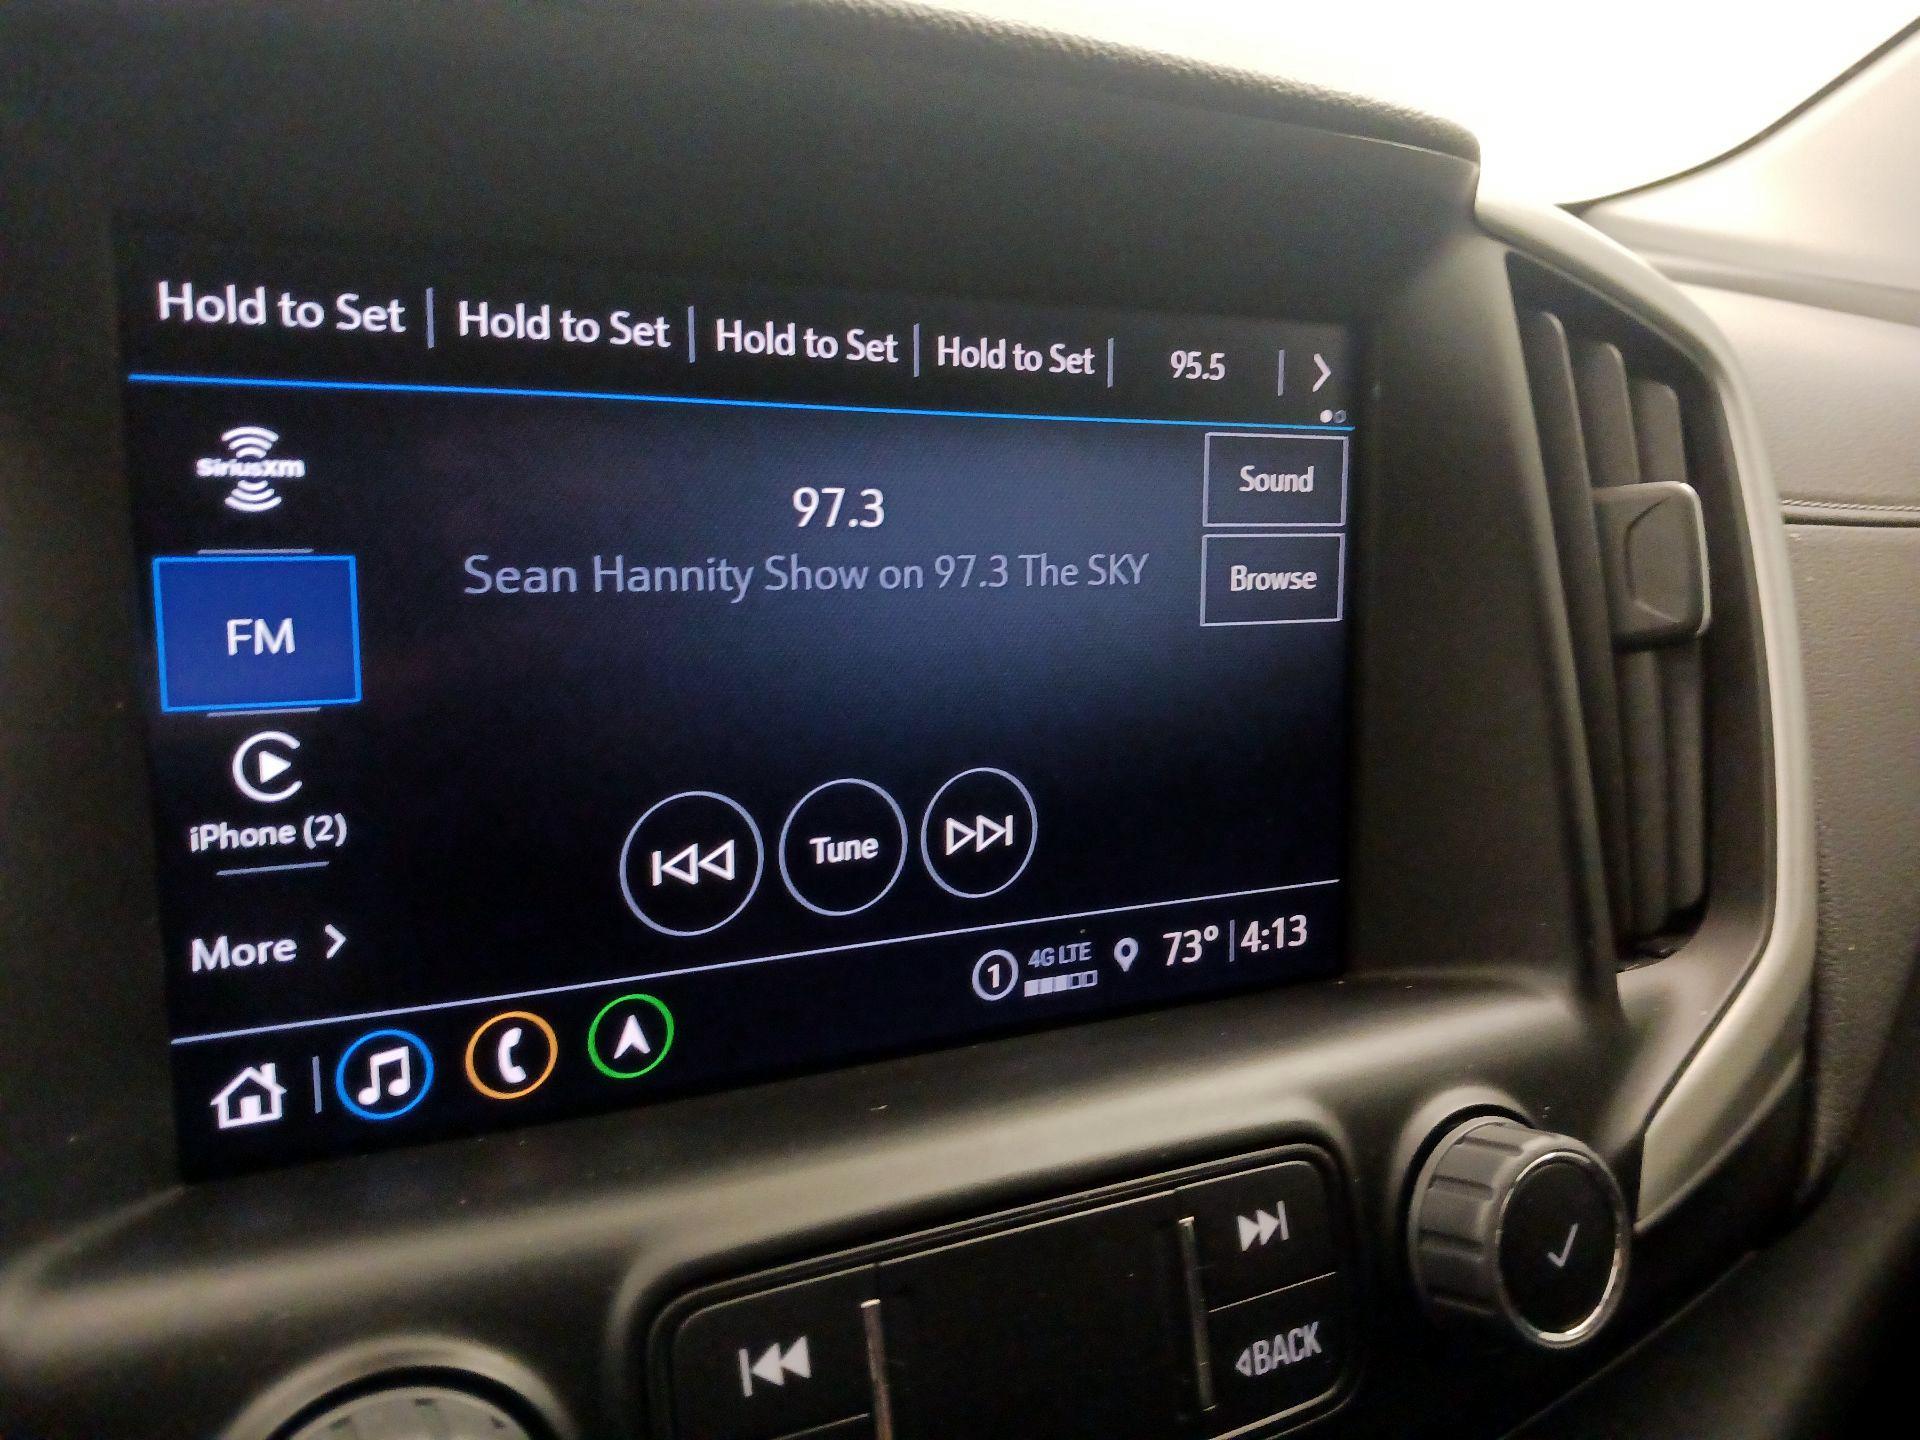 Hold to Set | Hold to Set | Hold to Set | Hold to Set | 95.5 |
SiriusXM
97.3
Sound
Sean Hannity Show on 97.3 The SKY
Browse
FM
iPhone (2)
Tune
More
1 4G LTE 73° | 4:13
BACK